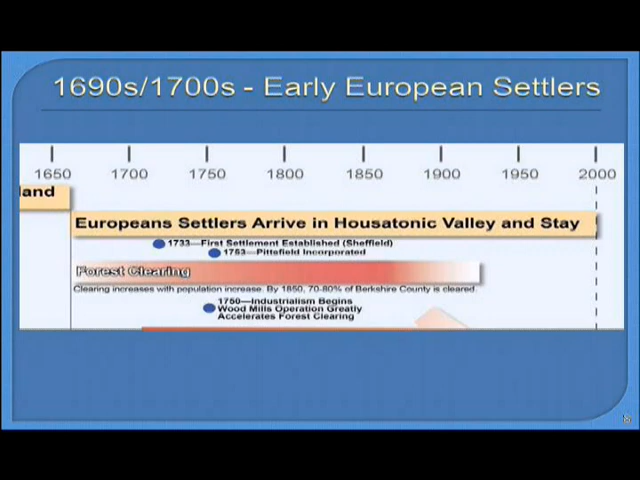 1690s/1700s - Early European Settlers
1650 1700 1750 1800 1850 1900 1950 2000
land
Europeans Settlers Arrive in Housatonic Valley and Stay
1733—First Settlement Established (Sheffield)
1753—Pittsfield Incorporated
Forest Clearing
Clearing increases with population increase. By 1850, 70-80% of Berkshire County is cleared.
1750—Industrialism Begins
Wood Mills Operation Greatly
Accelerates Forest Clearing